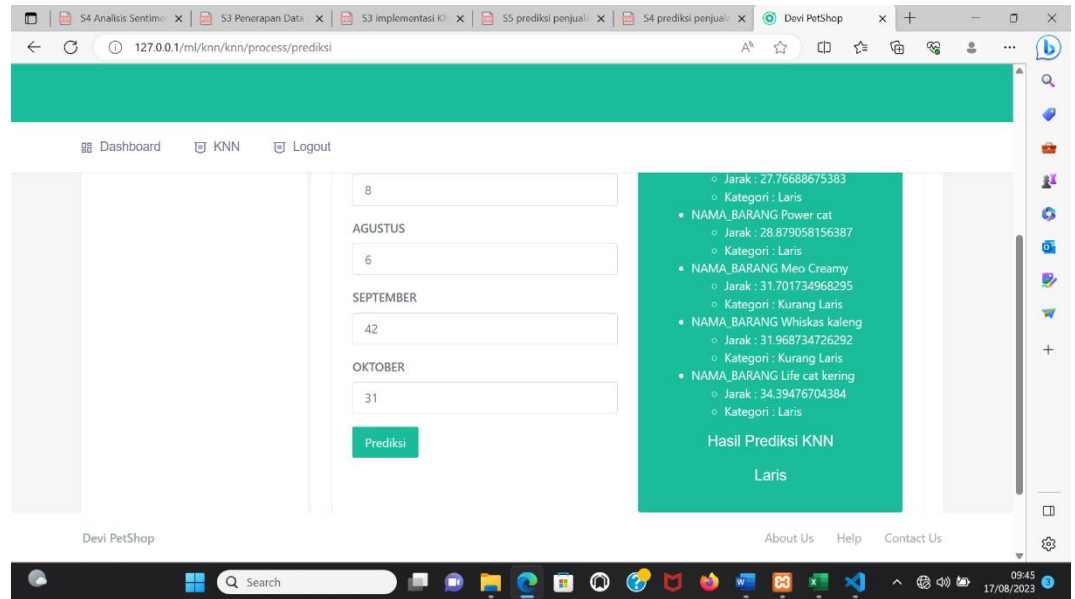 S4 Analisis Sentimo
S3 Penerapan Data
S3 implementasi KN
S5 prediksi penjuala
S4 prediksi penjuala
Devi PetShop
127.0.0.1/ml/knn/knn/process/prediksi
Dashboard
KNN
Logout
8
AGUSTUS
6
SEPTEMBER
42
OKTOBER
31
Prediksi
Jarak : 27.76688675383
Kategori : Laris
NAMA_BARANG Power cat
Jarak : 28.879058156387
Kategori : Laris
NAMA_BARANG Meo Creamy
Jarak : 31.701734968295
Kategori : Kurang Laris
NAMA_BARANG Whiskas kaleng
Jarak : 31.968734726292
Kategori : Kurang Laris
NAMA_BARANG Life cat kering
Jarak : 34.39476704384
Kategori : Laris
Hasil Prediksi KNN
Laris
Devi PetShop
About Us Help Contact Us
Search
09:45
17/08/2023
3